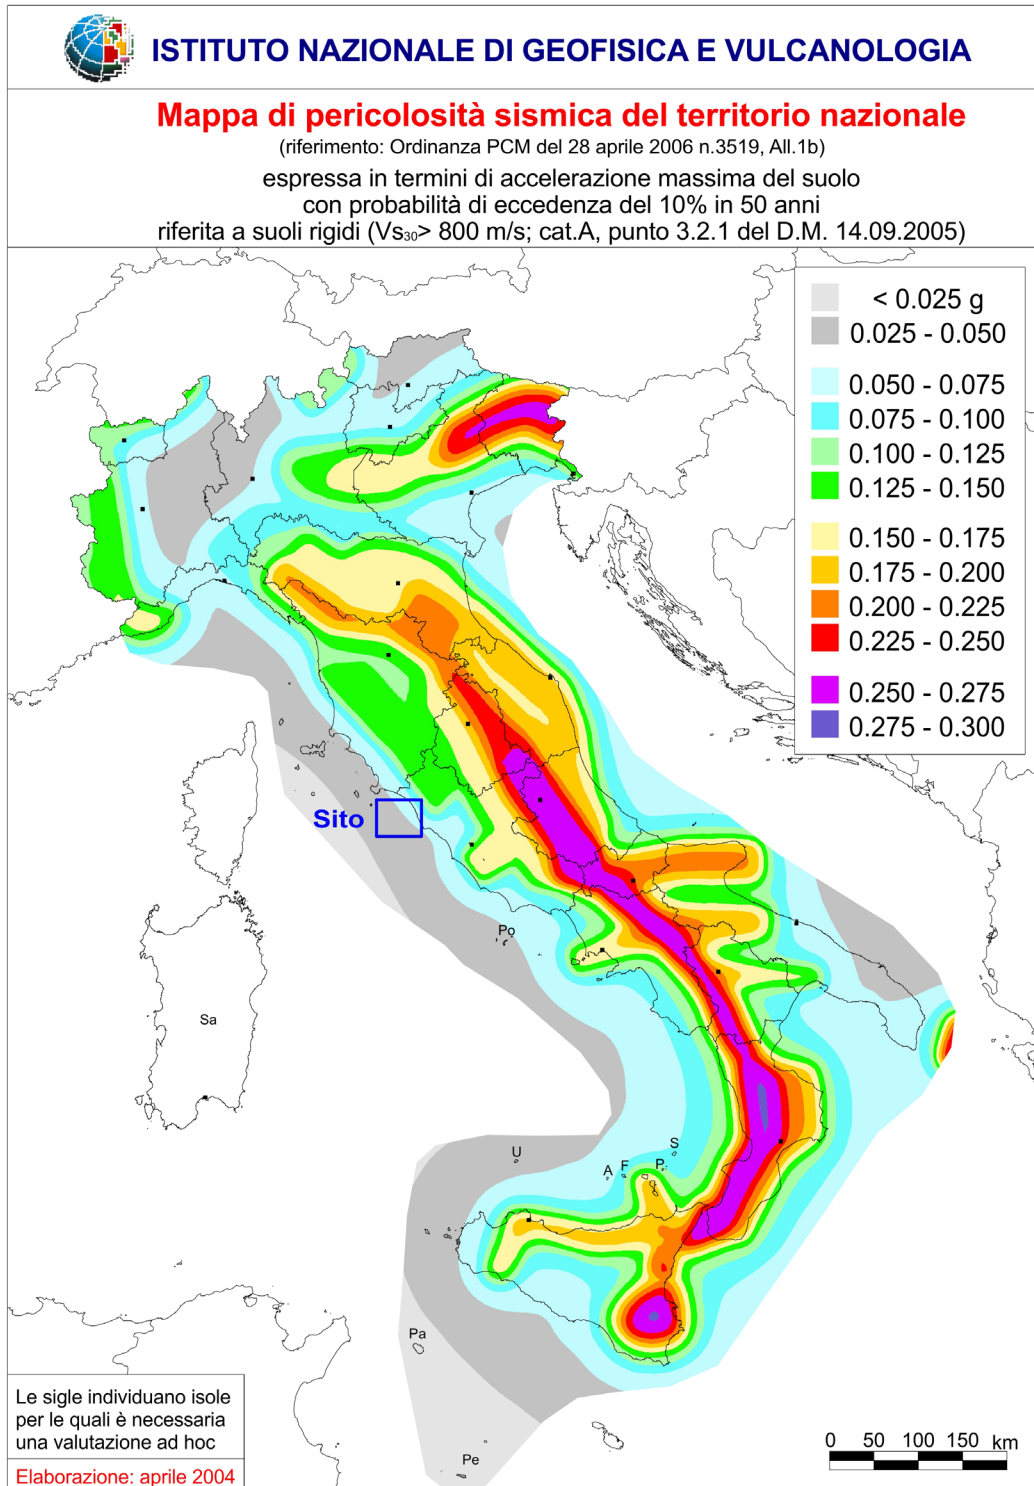 ISTITUTO NAZIONALE DI GEOFISICA E VULCANOLOGIA
Mappa di pericolosità sismica del territorio nazionale
(riferimento: Ordinanza PCM del 28 aprile 2006 n.3519, All.1b)
espressa in termini di accelerazione massima del suolo
con probabilità di eccedenza del 10% in 50 anni
riferita a suoli rigidi (Vs30> 800 m/s; cat.A, punto 3.2.1 del D.M. 14.09.2005)
< 0.025 g
0.025 - 0.050
0.050 - 0.075
0.075 - 0.100
0.100 - 0.125
0.125 - 0.150
0.150 - 0.175
0.175 - 0.200
0.200 - 0.225
0.225 - 0.250
0.250 - 0.275
0.275 - 0.300
Sito
Po
Sa
U
A
F
P
S
Pa
Pe
Le sigle individuano isole
per le quali è necessaria
una valutazione ad hoc
Elaborazione: aprile 2004
0 50 100 150 km